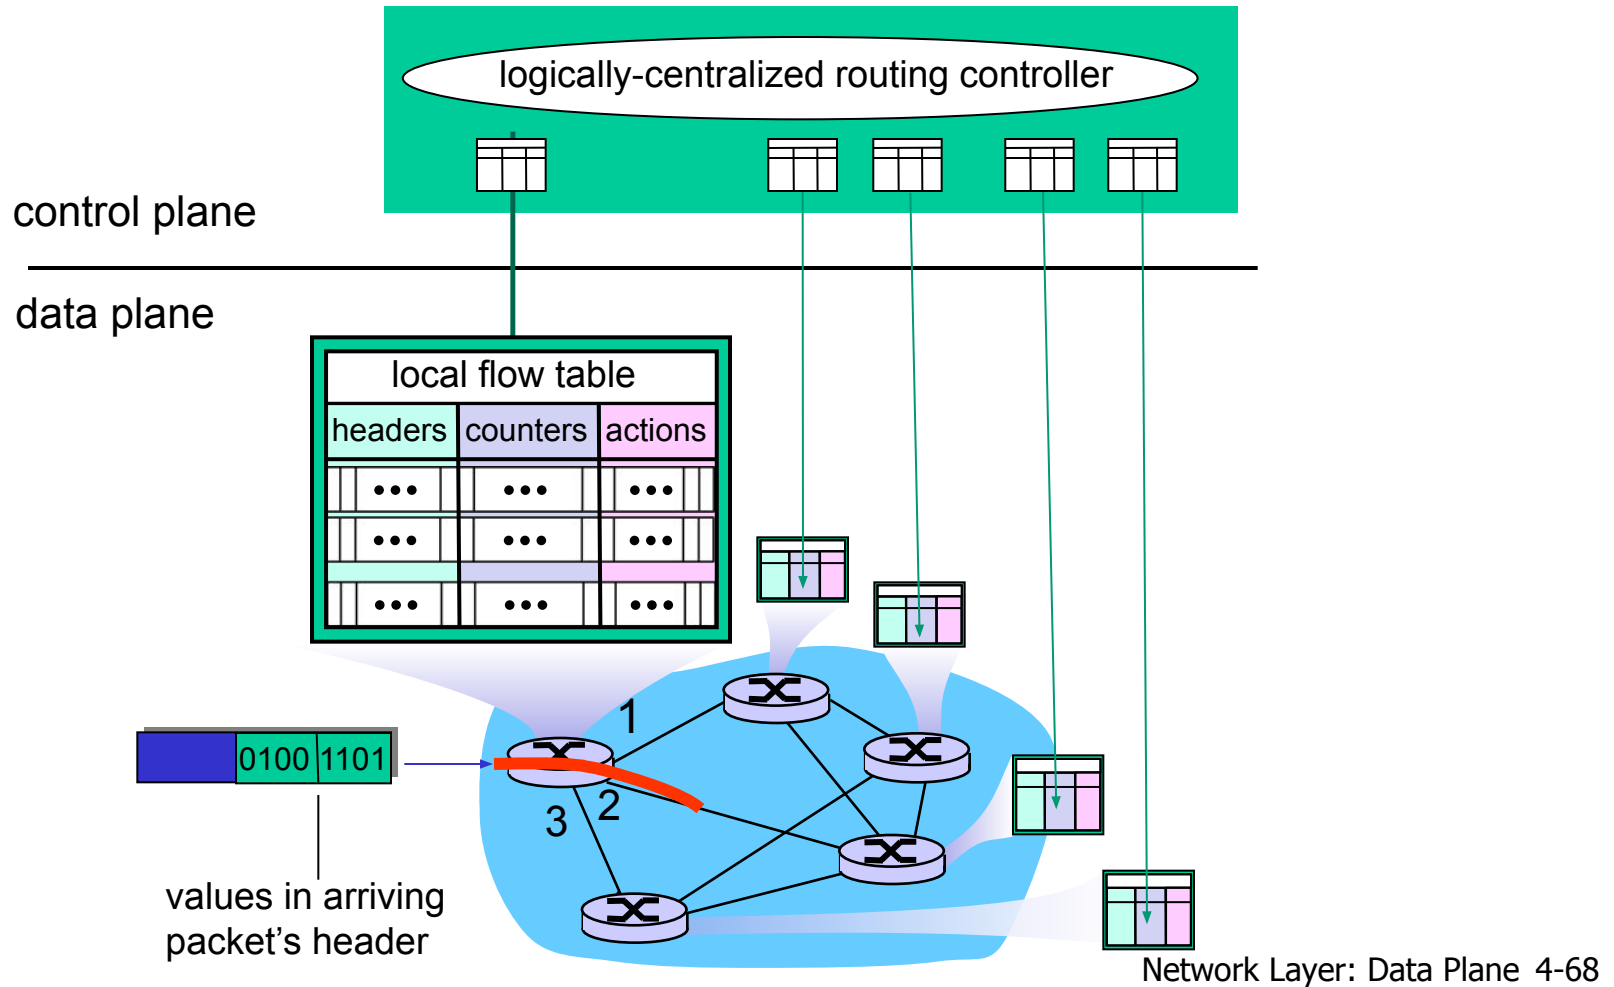 logically-centralized routing controller
control plane
data plane
local flow table
headers counters actions
1
0100 1101
2
3
values in arriving
packet’s header
Network Layer: Data Plane 4-68